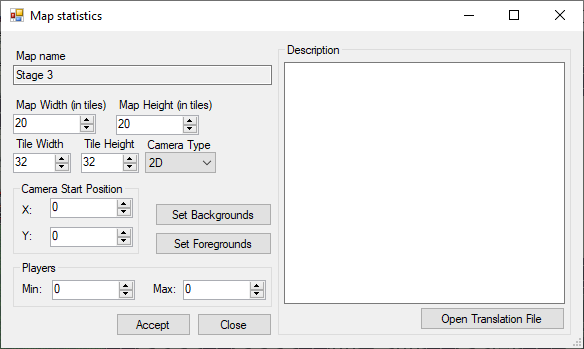 Map statistics
Map name
Stage 3
Map Width (in tiles)
Map Height (in tiles)
20
20
Tile Width
Tile Height
Camera Type
32
32
2D
Camera Start Position
X:
0
Y:
0
Set Backgrounds
Set Foregrounds
Players
Min:
0
Max:
0
Accept
Close
Description
Open Translation File